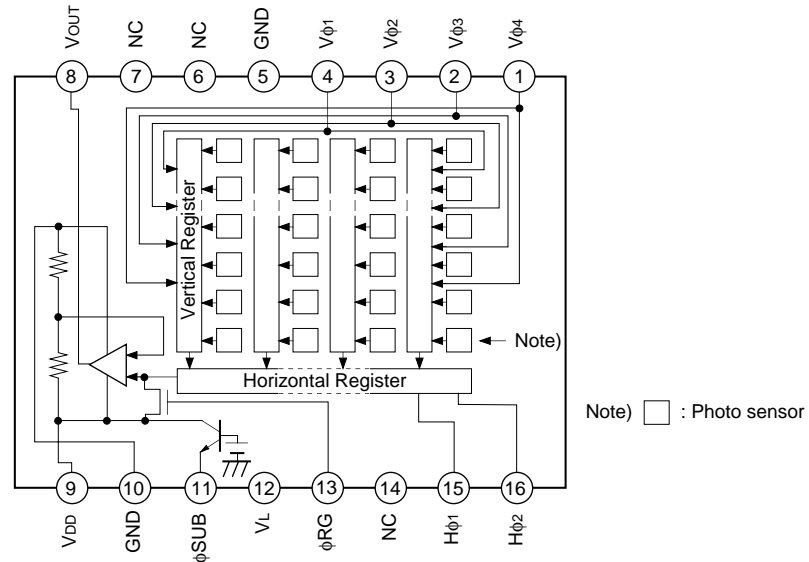 VOUT
NC
NC
GND
Vφ1
Vφ2
Vφ3
Vφ4
8
7
6
5
4
3
2
1
Vertical Register
Note)
Horizontal Register
Note) : Photo sensor
9
10
11
12
13
14
15
16
VDD
GND
φSUB
VL
φRG
NC
Hφ1
Hφ2